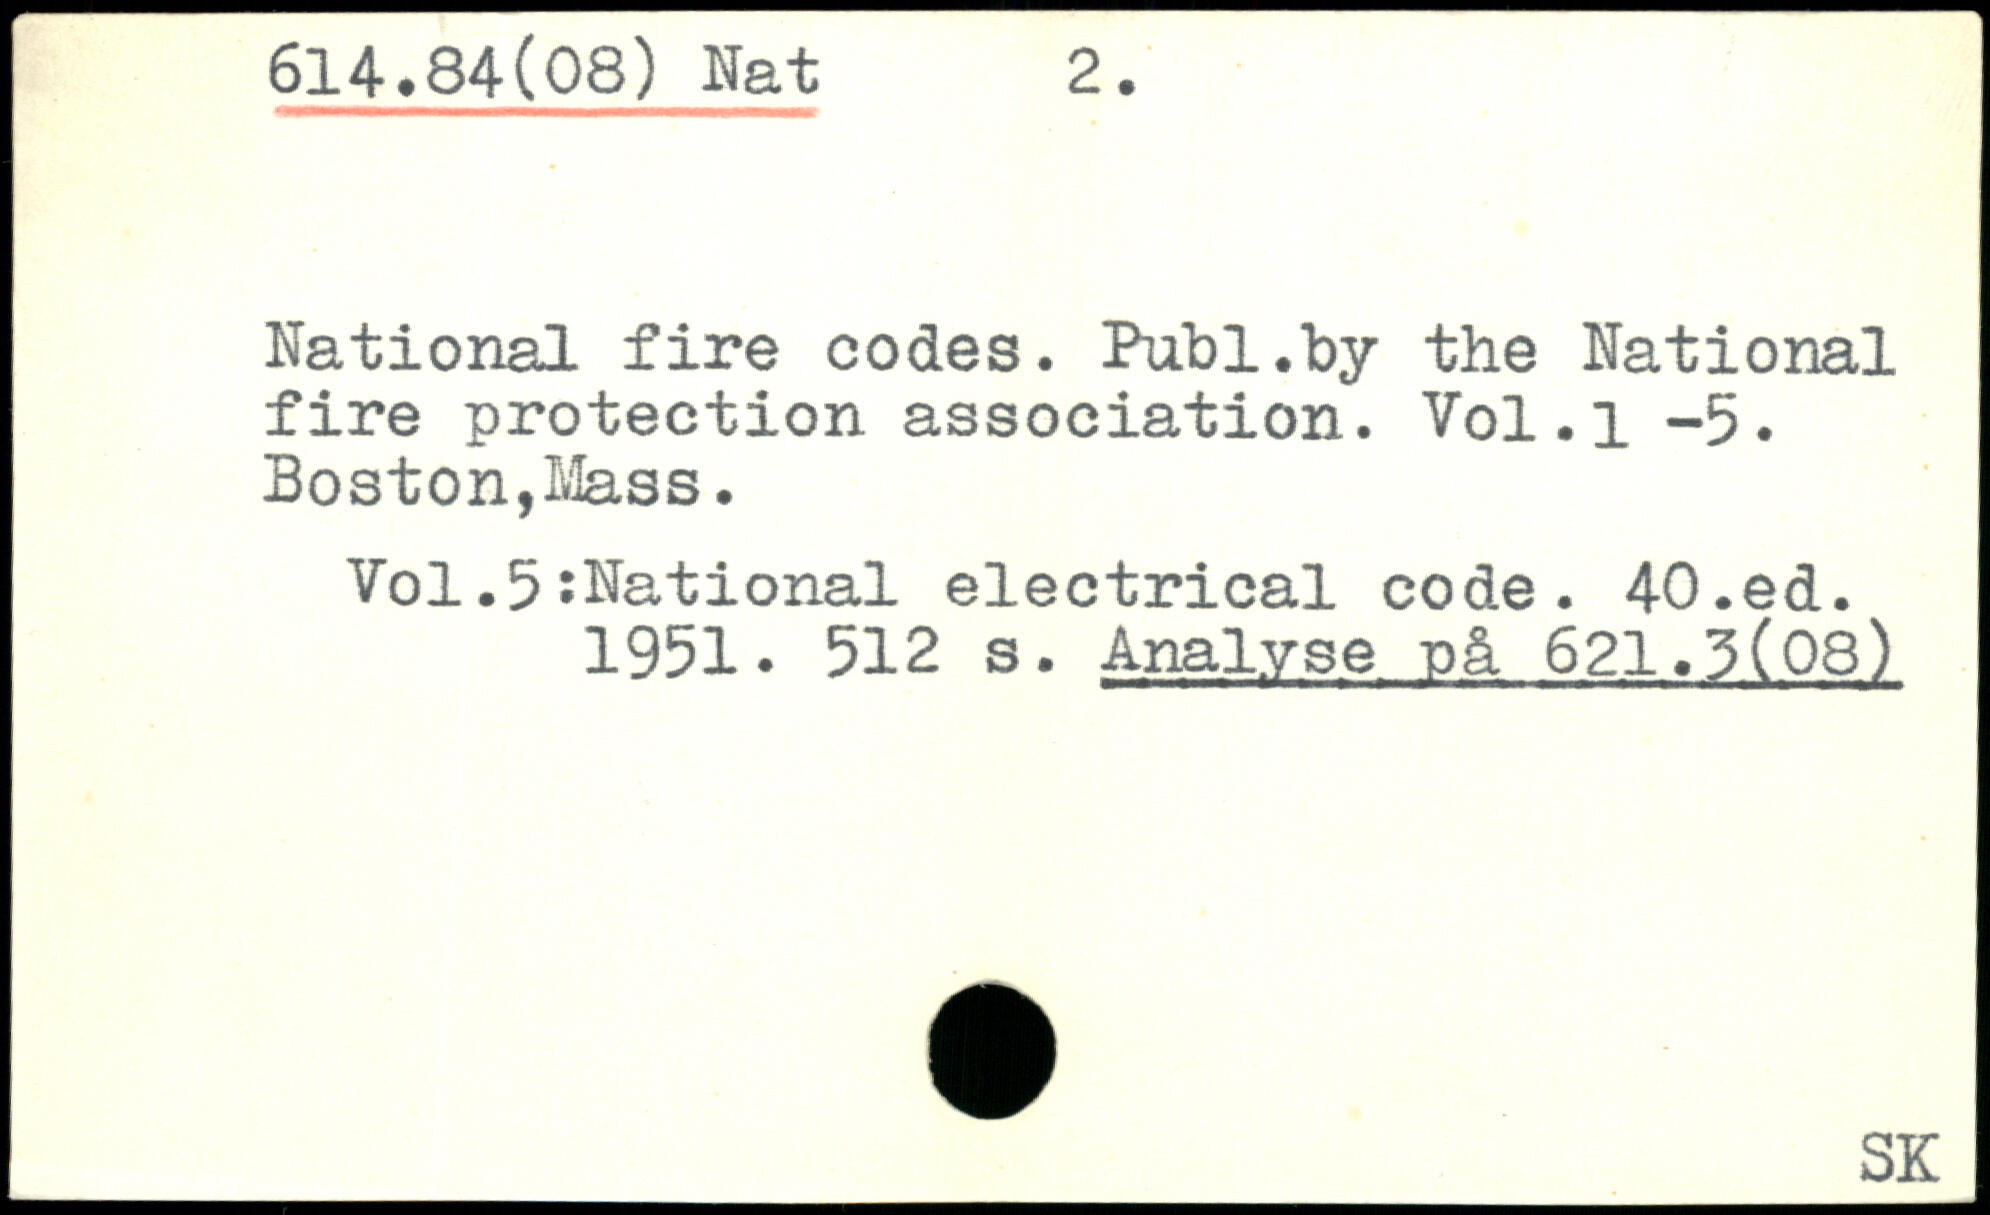 614.84(08) Nat 2.
National fire codes. Publ.by the National
fire protection association. Vol.1 -5.
Boston,Mass.
Vol.5:National electrical code. 40.ed.
1951. 512 s. Analyse på 621.3(08)
SK